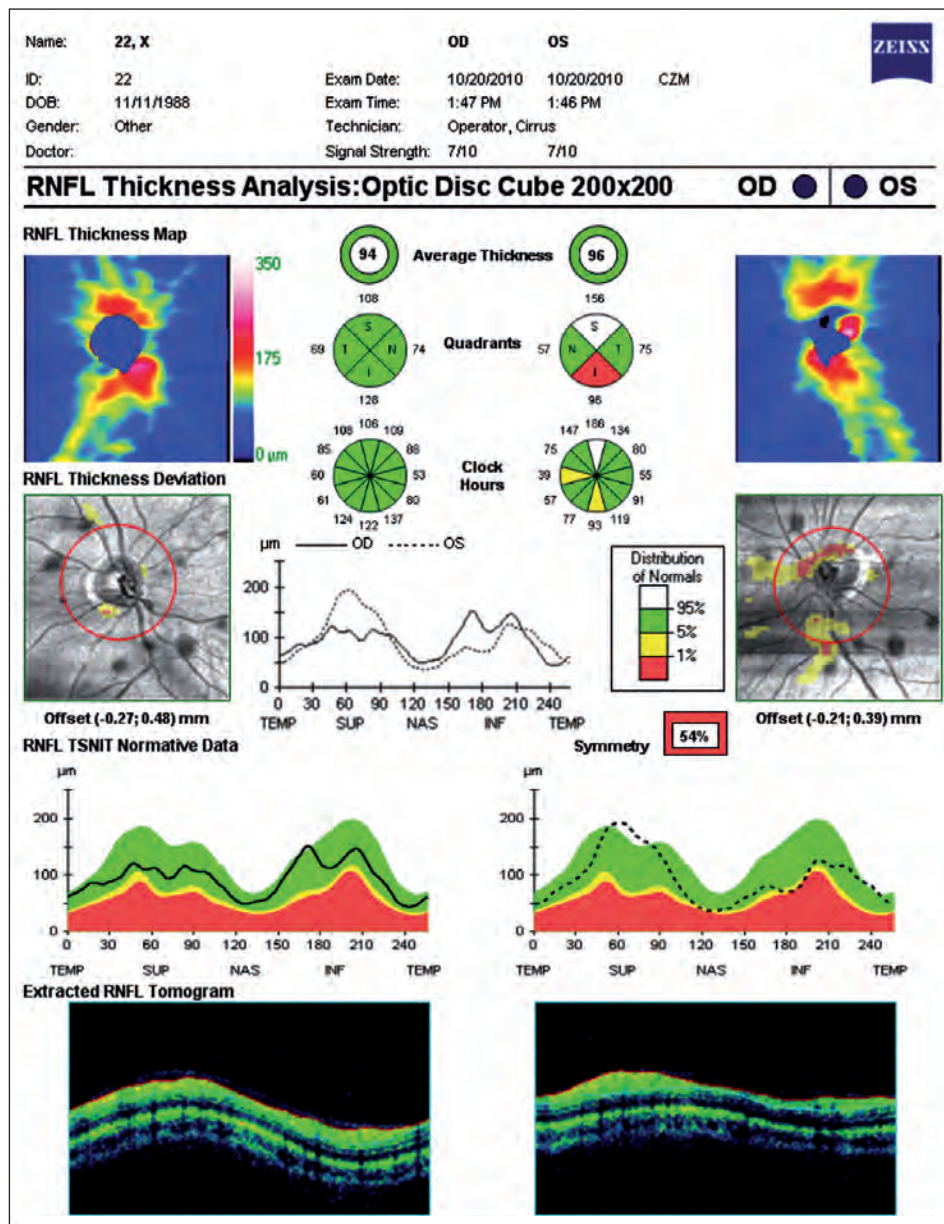 Name: 22, X OD OS
ZEISS
ID: 22 Exam Date: 10/20/2010 10/20/2010 CZM
DOB: 11/11/1988 Exam Time: 1:47 PM 1:46 PM
Gender: Other Technician: Operator, Cirrus
Doctor: Signal Strength: 7/10 7/10
RNFL Thickness Analysis:Optic Disc Cube 200x200 OD OS
RNFL Thickness Map
350
175
0 µm
94 Average Thickness 96
108 156
S S
69 T N 74 Quadrants 57 N T 75
I I
128 96
106 186
108 109 147 134
85 88 75 80
60 53 Clock 39 55
61 80 Hours 57 91
124 137 77 119
122 93
RNFL Thickness Deviation
µm OD OS
200
100
0
0 30 60 90 120 150 180 210 240
TEMP SUP NAS INF TEMP
Distribution
of Normals
95%
5%
1%
Offset (-0.27; 0.48) mm
Symmetry 54%
Offset (-0.21; 0.39) mm
RNFL TSNIT Normative Data
µm µm
200 200
100 100
0 0
0 30 60 90 120 150 180 210 240 0 30 60 90 120 150 180 210 240
TEMP SUP NAS INF TEMP TEMP SUP NAS INF TEMP
Extracted RNFL Tomogram